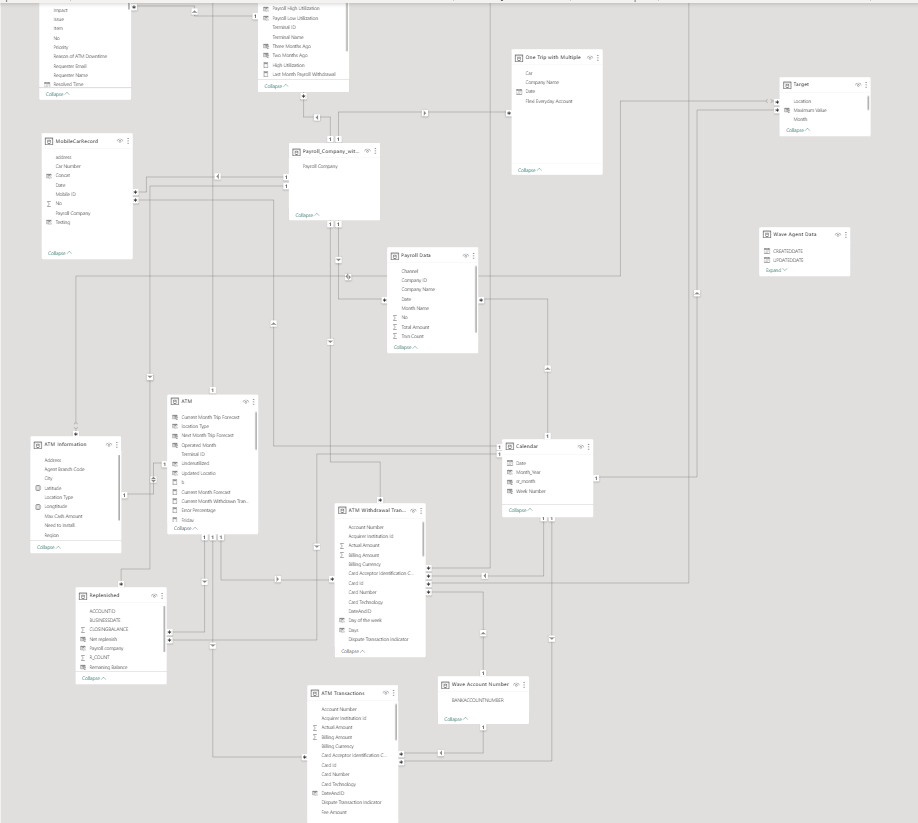 Impact
Issue
Item
No
Priority
Reason of ATM Downtime
Requester Email
Requester Name
Resolved Time
Collapse
Payroll High Utilization
Payroll Low Utilization
Terminal ID
Terminal Name
Three Months Ago
Two Months Ago
High Utilization
Last Month Payroll Withdrawal
Collapse
One Trip with Multiple
Car
Company Name
Date
Flexi Everyday Account
Collapse
Target
Location
Maximum Value
Month
Collapse
MobileCarRecord
address
Car Number
Concat
Date
Mobile ID
No
Payroll Company
Testing
Collapse
Payroll_Company_wit...
Payroll Company
Collapse
Wave Agent Data
CREATEDDATE
UPDATEDDATE
Expand
Payroll Data
Channel
Company ID
Company Name
Date
Month Name
No
Total Amount
Tran Count
Collapse
ATM
Current Month Trip Forecast
location Type
Next Month Trip Forecast
Operated Month
Terminal ID
Underutilized
Updated Locatio
b
Current Month Forecast
Current Month Withdrawn Tran...
Error Percentage
Friday
Collapse
ATM Information
Address
Agent Branch Code
City
Latitude
Location Type
Longtitude
Max Cash Amount
Need to Install
Region
Collapse
Calendar
Date
Month_Year
st_month
Week Number
Collapse
ATM Withdrawal Tran...
Account Number
Acquirer Institution Id
Actual Amount
Billing Amount
Billing Currency
Card Acceptor Identification C...
Card Id
Card Number
Card Technology
DateAndID
Day of the week
Days
Dispute Transaction Indicator
Collapse
Replenished
ACCOUNTID
BUSINESSDATE
CLOSINGBALANCE
Net replenish
Payroll company
R_COUNT
Remaining Balance
Collapse
Wave Account Number
BANKACCOUNTNUMBER
Collapse
ATM Transactions
Account Number
Acquirer Institution Id
Actual Amount
Billing Amount
Billing Currency
Card Acceptor Identification C...
Card Id
Card Number
Card Technology
DateAndID
Dispute Transaction Indicator
Fee Amount